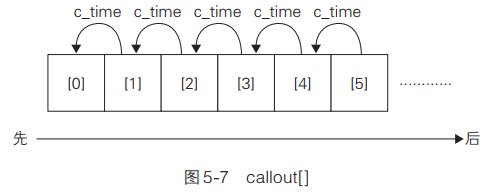 c_time c_time c_time c_time c_time
[0] [1] [2] [3] [4] [5] …………
先 后
图5-7 callout[]